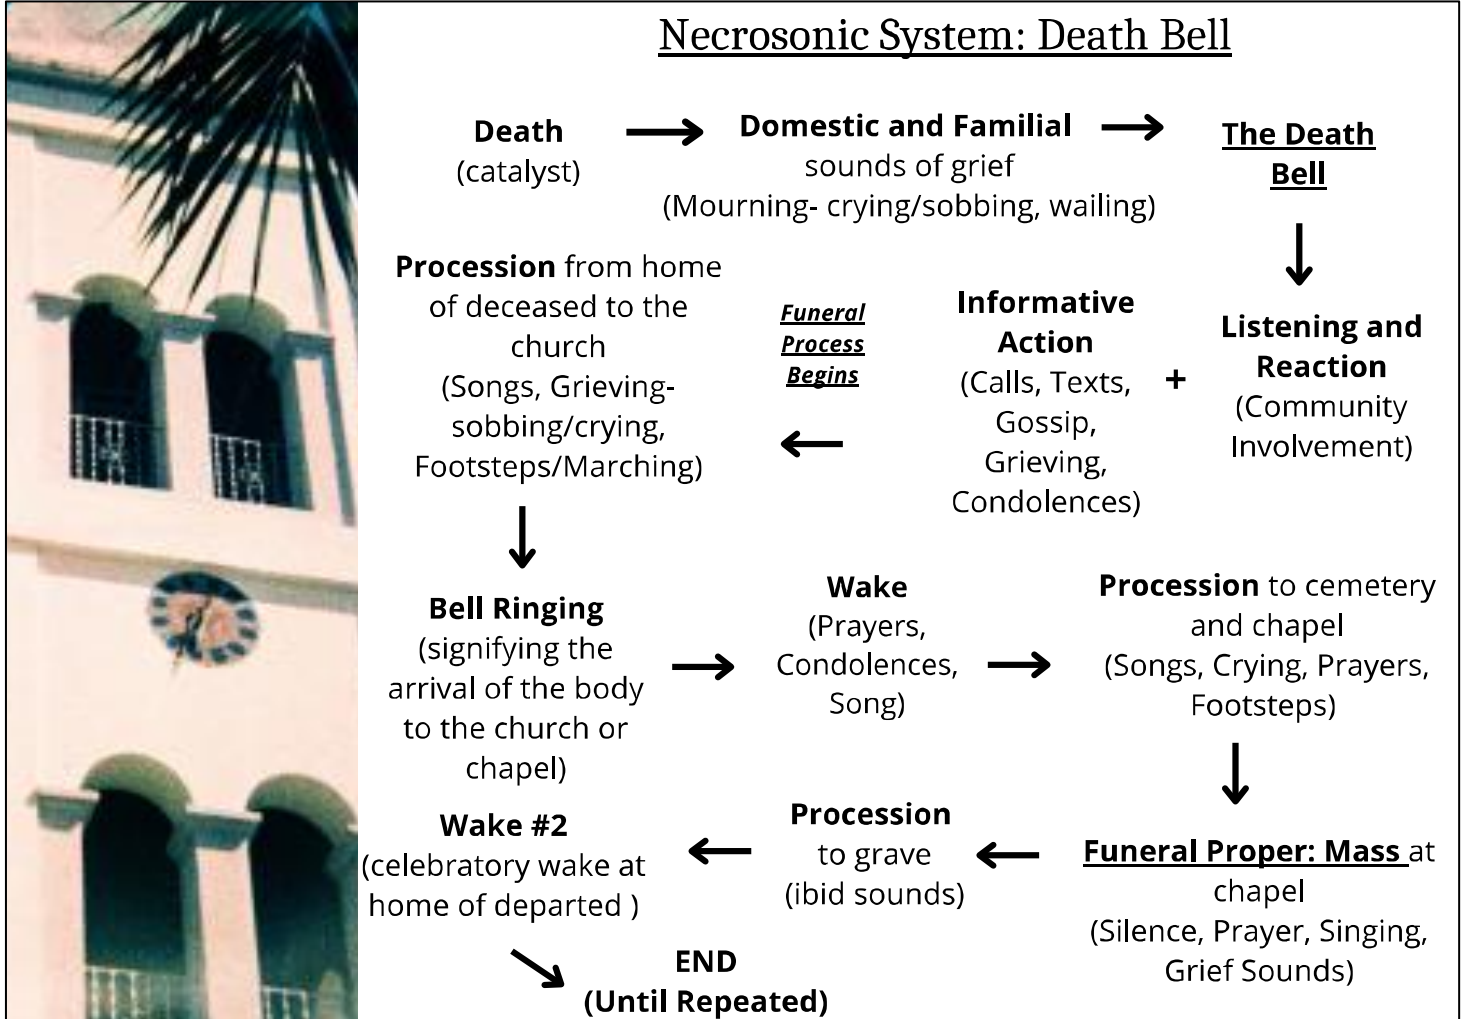 Necrosonic System: Death Bell
Death
(catalyst)
Domestic and Familial
sounds of grief
(Mourning- crying/sobbing, wailing)
The Death
Bell
Listening and
Reaction
(Community
Involvement)
+
Informative
Action
(Calls, Texts,
Gossip,
Grieving,
Condolences)
Funeral
Process
Begins
Procession from home
of deceased to the
church
(Songs, Grieving-
sobbing/crying,
Footsteps/Marching)
Bell Ringing
(signifying the
arrival of the body
to the church or
chapel)
Wake
(Prayers,
Condolences,
Song)
Procession to cemetery
and chapel
(Songs, Crying, Prayers,
Footsteps)
Funeral Proper: Mass at
chapel
(Silence, Prayer, Singing,
Grief Sounds)
Procession
to grave
(ibid sounds)
Wake #2
(celebratory wake at
home of departed )
END
(Until Repeated)